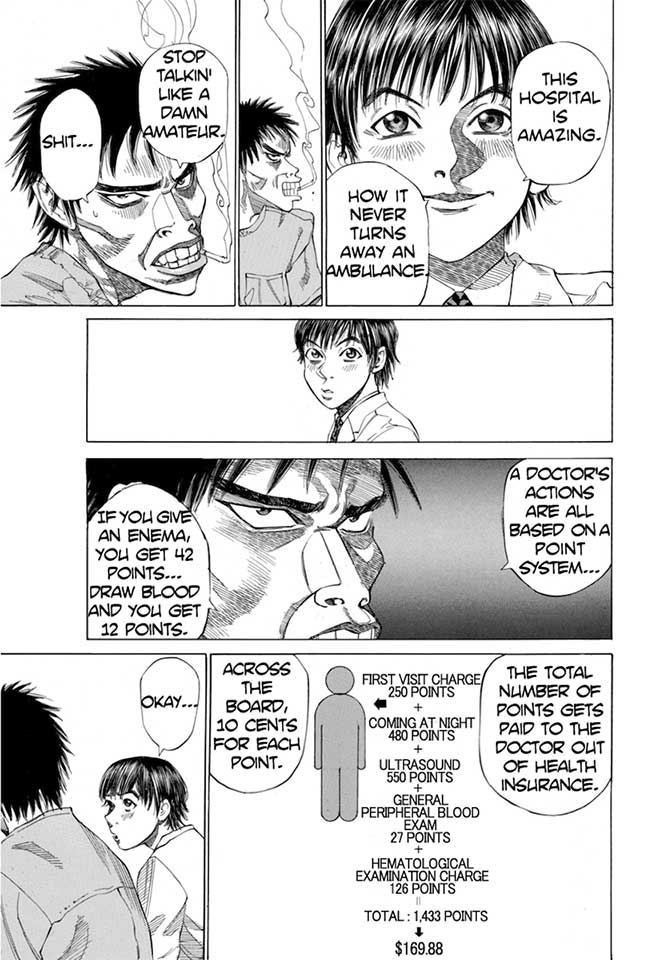 THIS
HOSPITAL
IS
AMAZING.
HOW IT
NEVER
TURNS
AWAY AN
AMBULANCE.
STOP
TALKIN'
LIKE A
DAMN
AMATEUR.
SHIT...
A DOCTOR'S
ACTIONS
ARE ALL
BASED ON A
POINT
SYSTEM...
IF YOU GIVE
AN ENEMA,
YOU GET 42
POINTS...
DRAW BLOOD
AND YOU GET
12 POINTS.
THE TOTAL
NUMBER OF
POINTS GETS
PAID TO THE
DOCTOR OUT
OF HEALTH
INSURANCE.
FIRST VISIT CHARGE
250 POINTS
+
COMING AT NIGHT
480 POINTS
+
ULTRASOUND
550 POINTS
+
GENERAL
PERIPHERAL BLOOD
EXAM
27 POINTS
+
HEMATOLOGICAL
EXAMINATION CHARGE
126 POINTS
=
TOTAL : 1,433 POINTS
$169.88
ACROSS
THE
BOARD,
10 CENTS
FOR EACH
POINT.
OKAY...